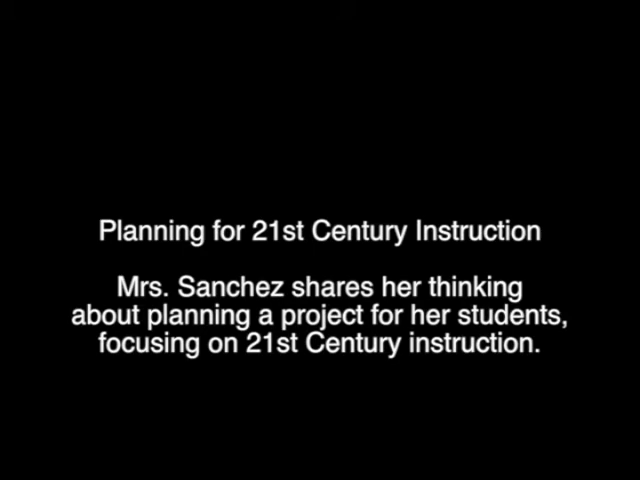 Planning for 21st Century Instruction
Mrs. Sanchez shares her thinking
about planning a project for her students,
focusing on 21st Century instruction.